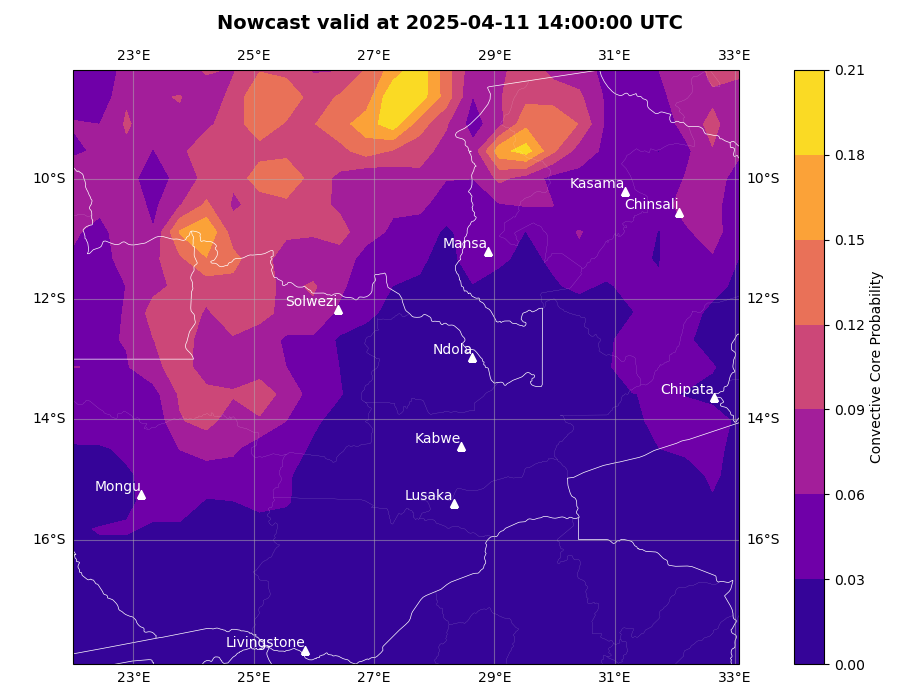 Nowcast valid at 2025-04-11 14:00:00 UTC
23°E 25°E 27°E 29°E 31°E 33°E
0.21
0.18
0.15
0.12
0.09
0.06
0.03
0.00
Convective Core Probability
10°S 10°S
12°S 12°S
14°S 14°S
16°S 16°S
Kasama
Chinsali
Mansa
Solwezi
Ndola
Chipata
Kabwe
Mongu
Lusaka
Livingstone
23°E 25°E 27°E 29°E 31°E 33°E